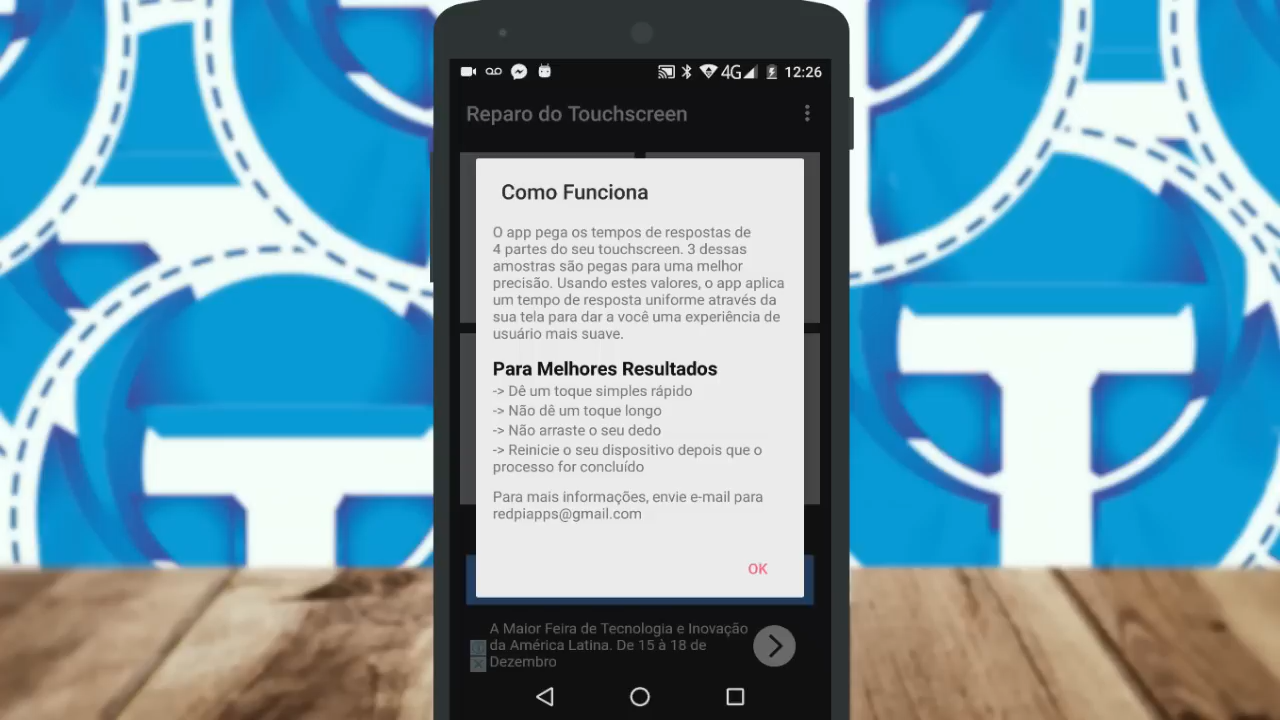 4G 12:26
Reparo do Touchscreen
Como Funciona
O app pega os tempos de respostas de
4 partes do seu touchscreen. 3 dessas
amostras são pegas para uma melhor
precisão. Usando estes valores, o app aplica
um tempo de resposta uniforme através da
sua tela para dar a você uma experiência de
usuário mais suave.
Para Melhores Resultados
-> Dê um toque simples rápido
-> Não dê um toque longo
-> Não arraste o seu dedo
-> Reinicie o seu dispositivo depois que o
processo for concluído
Para mais informações, envie e-mail para
redpiapps@gmail.com
OK
A Maior Feira de Tecnologia e Inovação
da América Latina. De 15 à 18 de
Dezembro